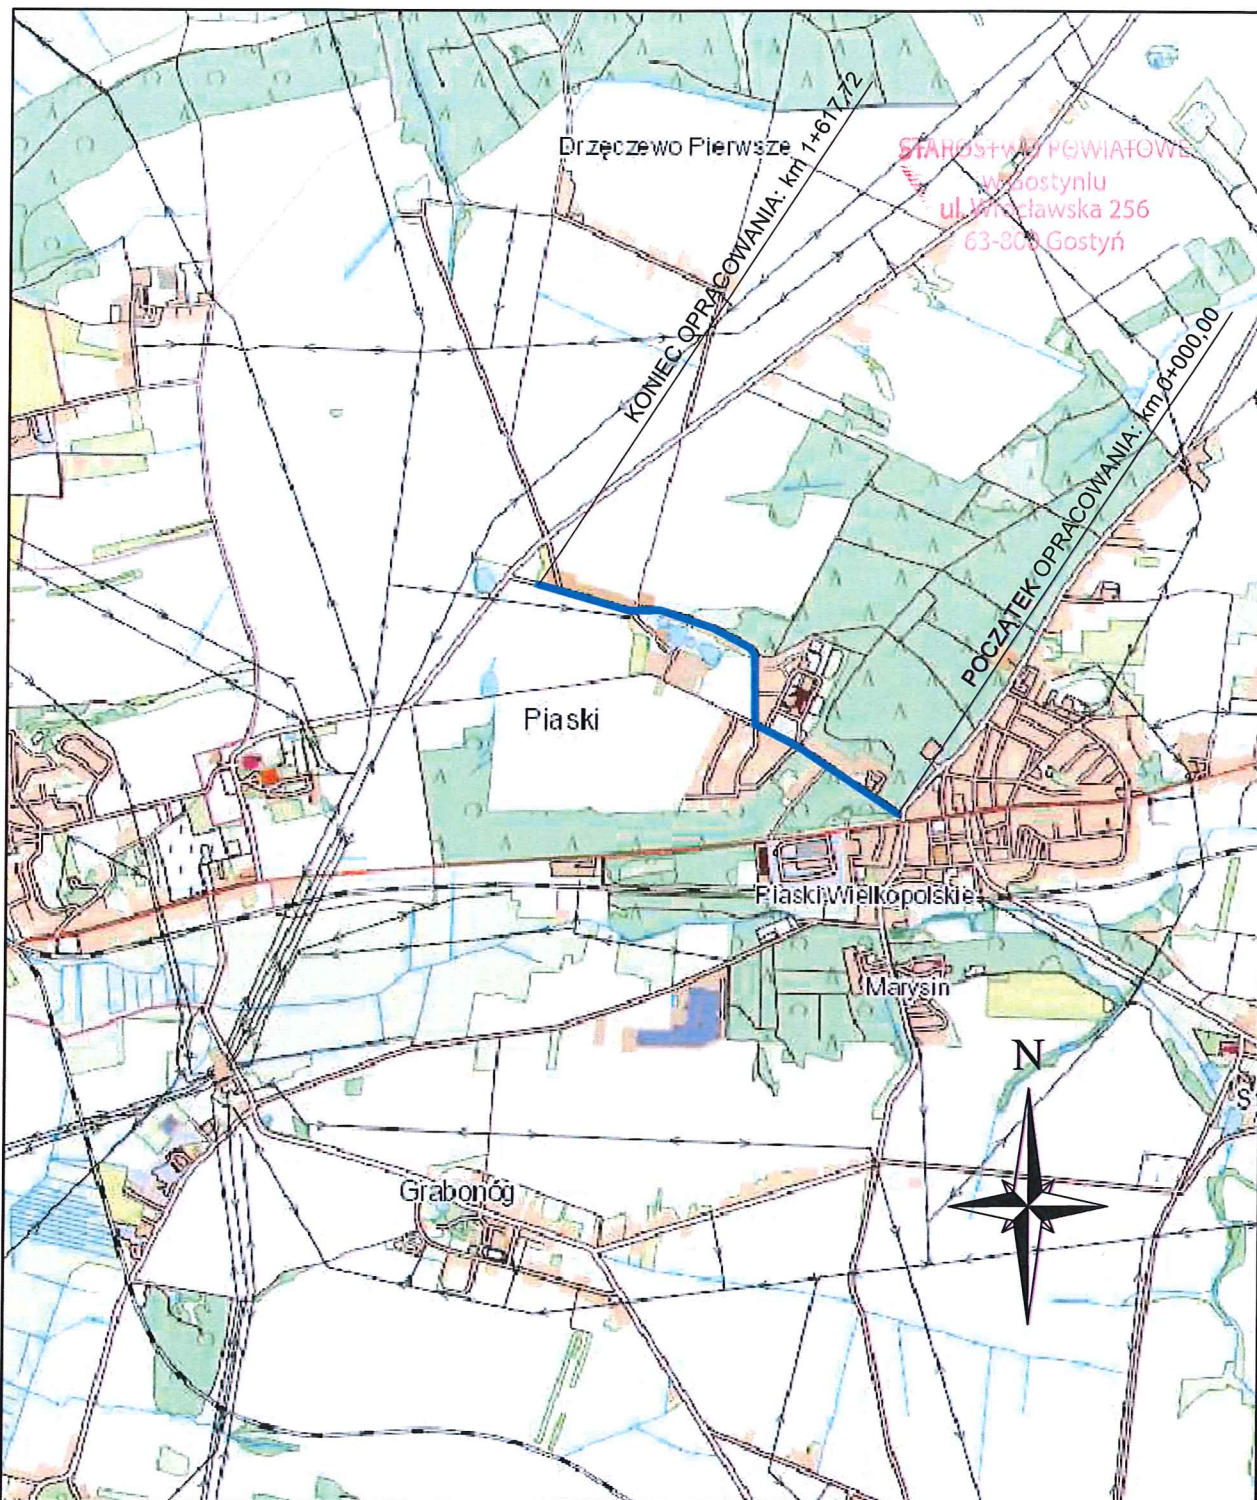 Drzęczewo Pierwsze
KONIEC OPRACOWANIA: km 1+617,72
STAROSTWO POWIATOWE
w Gostyniu
ul. Wrocławska 256
63-800 Gostyń
POCZĄTEK OPRACOWANIA: km 0+000,00
Piaski
Piaski Wielkopolskie
Marysin
N
S
Grabonóg